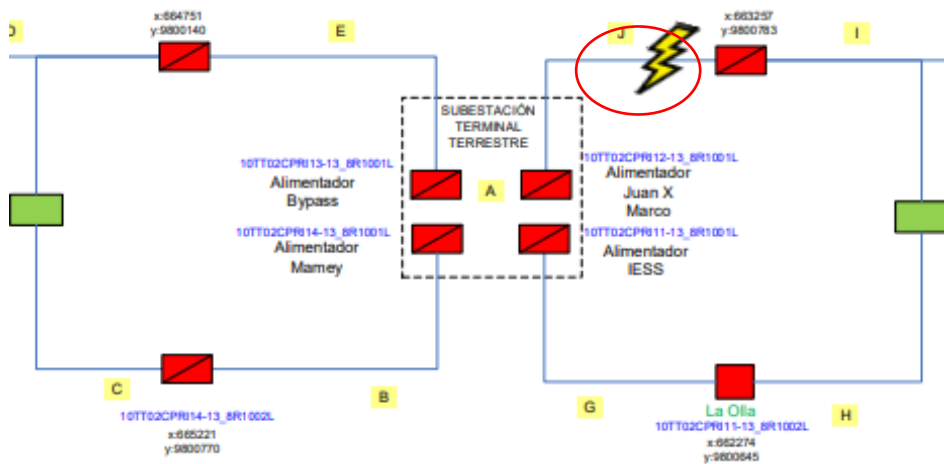 x:664751
y:9800140
E
J
x:663257
y:9800783
I
SUBESTACIÓN
TERMINAL
TERRESTRE
10TT02CPRI13-13_8R1001L
Alimentador
Bypass
A
10TT02CPRI12-13_8R1001L
Alimentador
Juan X
Marco
10TT02CPRI14-13_8R1001L
Alimentador
Mamey
10TT02CPRI11-13_8R1001L
Alimentador
IESS
C
B
10TT02CPRI14-13_8R1002L
x:665221
y:9800770
G
La Olla
H
10TT02CPRI11-13_8R1002L
x:662274
y:9800645